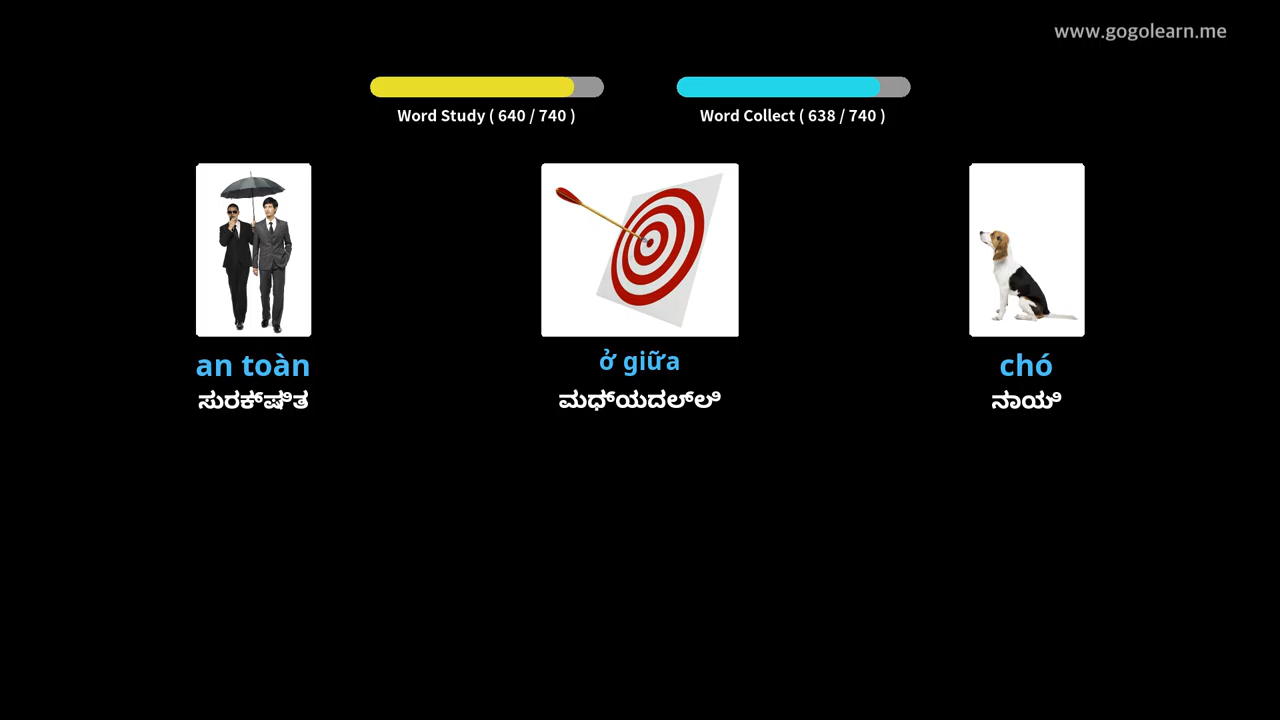 www.gogolearn.me
Word Study ( 640 / 740 )
Word Collect ( 638 / 740 )
an toàn
ở giữa
chó
ಸುರಕ್ಷಿತ
ಮಧ್ಯದಲ್ಲಿ
ನಾಯಿ